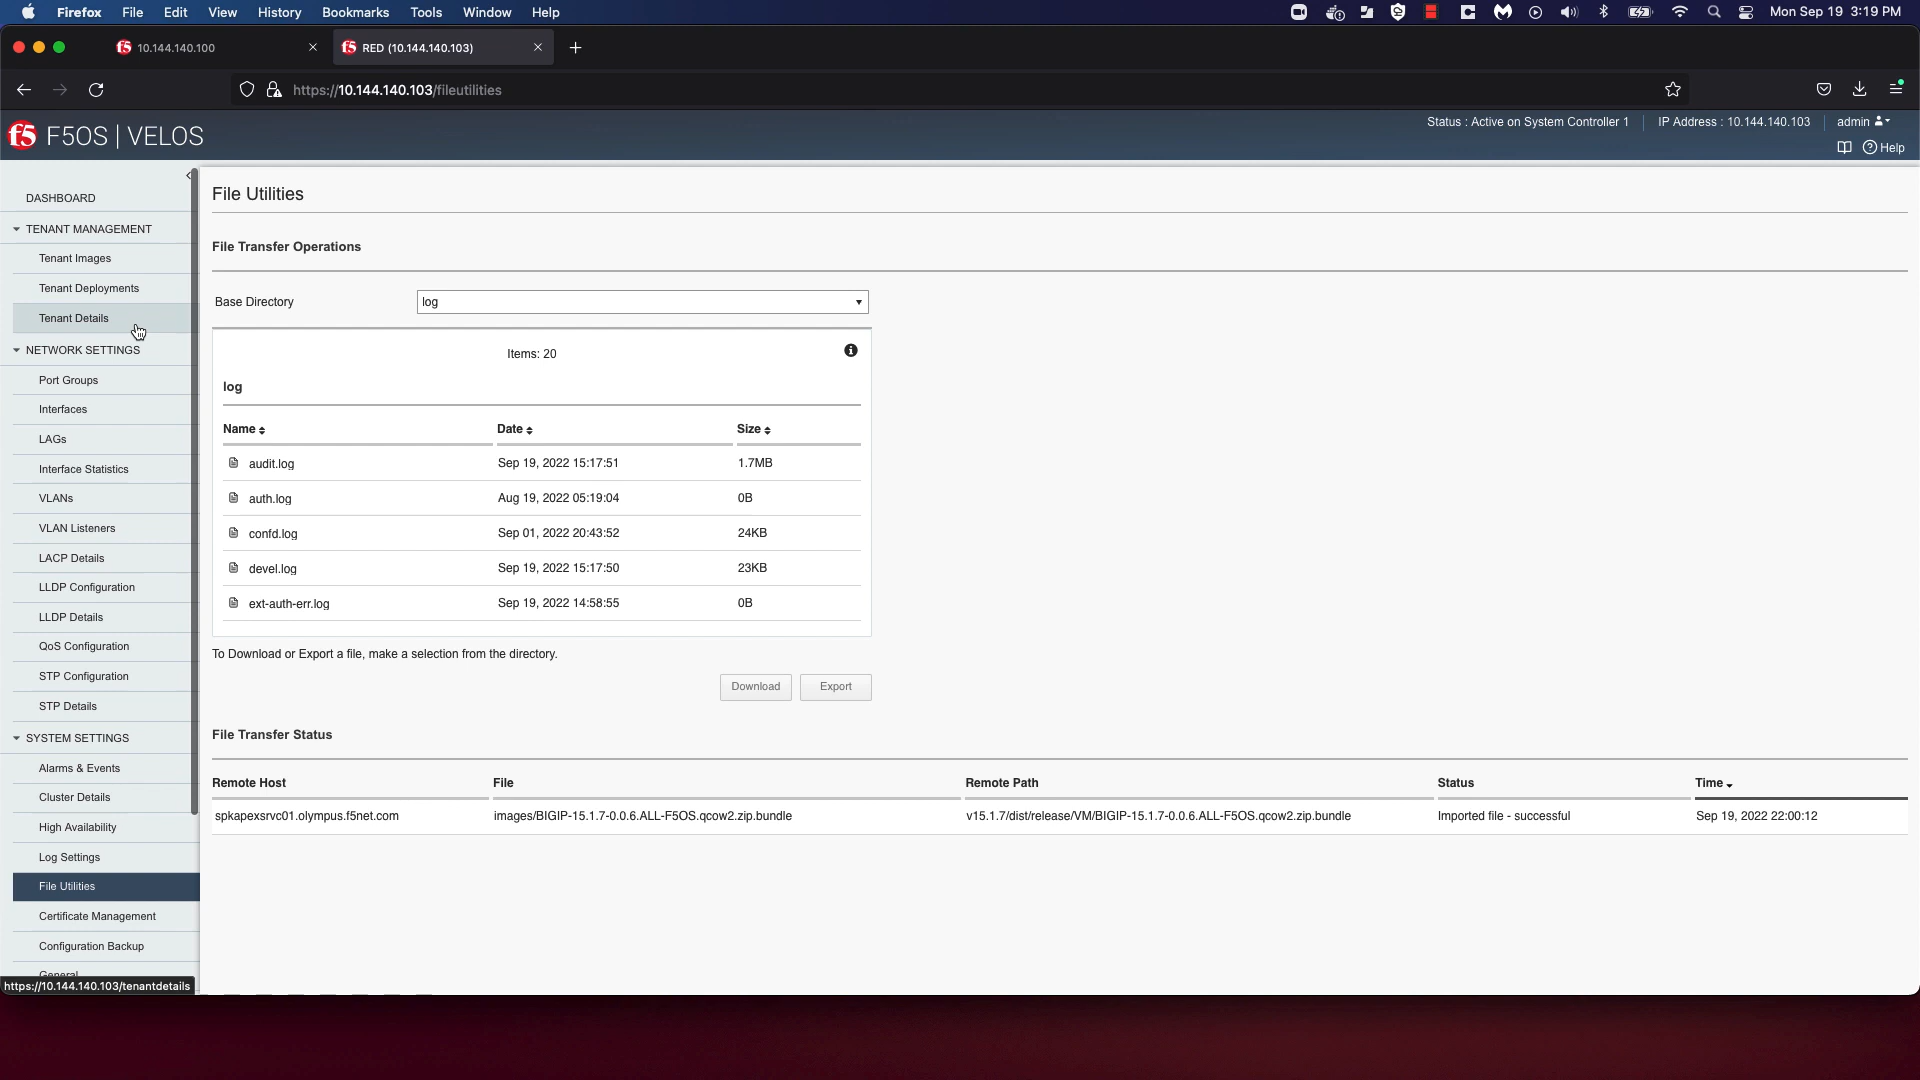 Firefox File Edit View History Bookmarks Tools Window Help Mon Sep 19 3:19 PM
10.144.140.100 RED (10.144.140.103)
https://10.144.140.103/fileutilities
f5 F5OS | VELOS
Status : Active on System Controller 1 IP Address : 10.144.140.103 admin
Help
DASHBOARD
TENANT MANAGEMENT
Tenant Images
Tenant Deployments
Tenant Details
NETWORK SETTINGS
Port Groups
Interfaces
LAGs
Interface Statistics
VLANs
VLAN Listeners
LACP Details
LLDP Configuration
LLDP Details
QoS Configuration
STP Configuration
STP Details
SYSTEM SETTINGS
Alarms & Events
Cluster Details
High Availability
Log Settings
File Utilities
Certificate Management
Configuration Backup
General
https://10.144.140.103/tenantdetails
File Utilities
File Transfer Operations
Base Directory log
Items: 20
log
Name Date Size
audit.log Sep 19, 2022 15:17:51 1.7MB
auth.log Aug 19, 2022 05:19:04 0B
confd.log Sep 01, 2022 20:43:52 24KB
devel.log Sep 19, 2022 15:17:50 23KB
ext-auth-err.log Sep 19, 2022 14:58:55 0B
To Download or Export a file, make a selection from the directory.
Download Export
File Transfer Status
Remote Host File Remote Path Status Time
spkapexsrvc01.olympus.f5net.com images/BIGIP-15.1.7-0.0.6.ALL-F5OS.qcow2.zip.bundle v15.1.7/dist/release/VM/BIGIP-15.1.7-0.0.6.ALL-F5OS.qcow2.zip.bundle Imported file - successful Sep 19, 2022 22:00:12